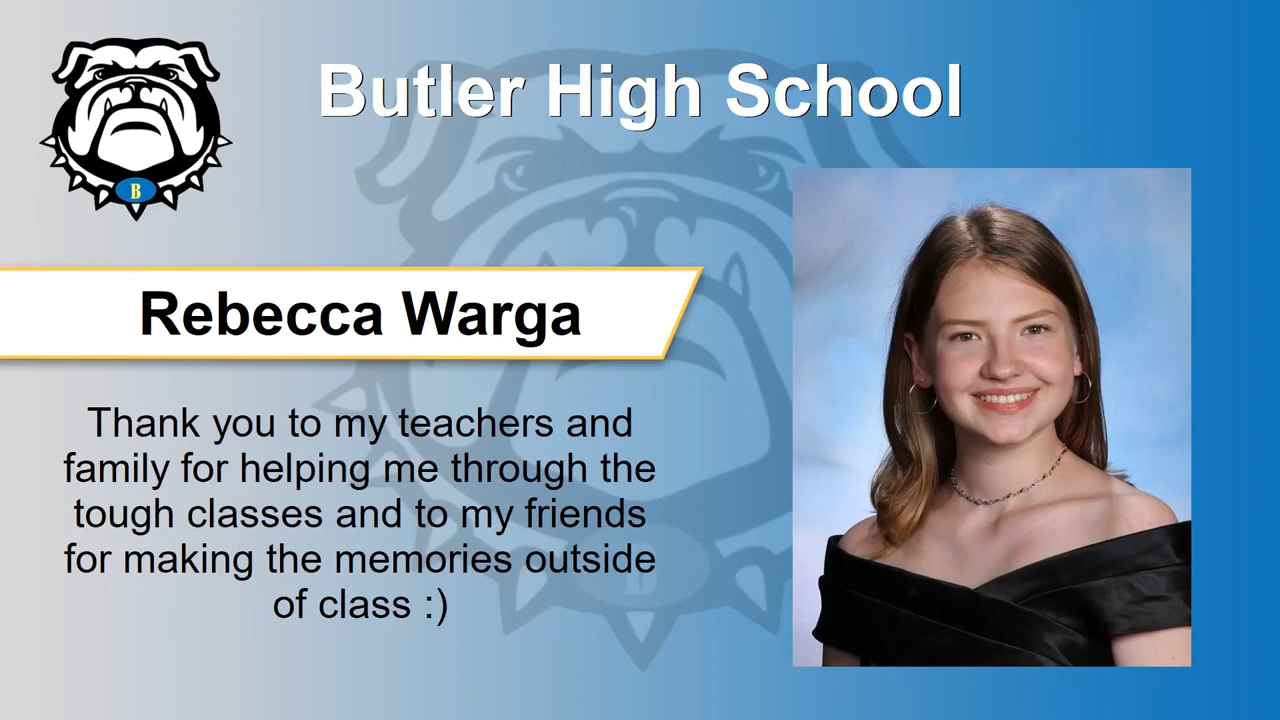 Butler High School
B
Rebecca Warga
Thank you to my teachers and
family for helping me through the
tough classes and to my friends
for making the memories outside
of class :)